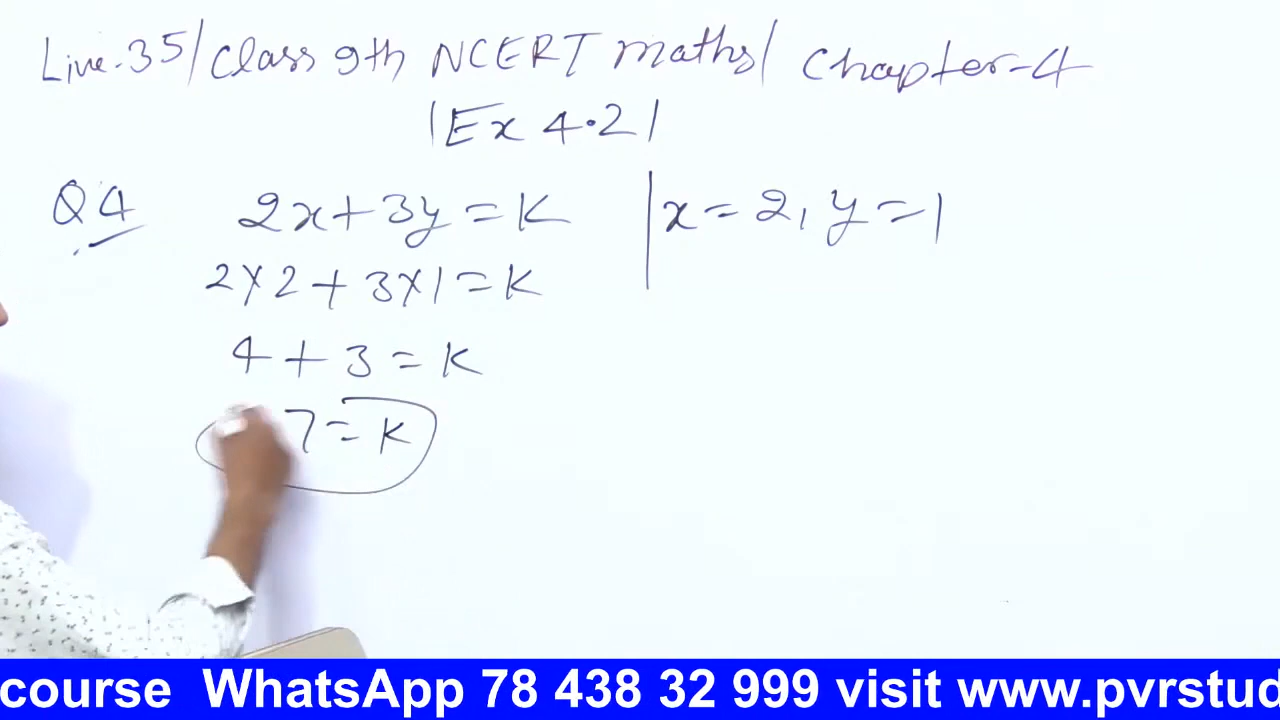 Live-35/Class 9th NCERT maths/ Chapter-4
|Ex 4.2|
Q4 2x+3y=K |x=2, y=1
2×2+3×1=K
4+3=K
7=K
course WhatsApp 78 438 32 999 visit www.pvrstud